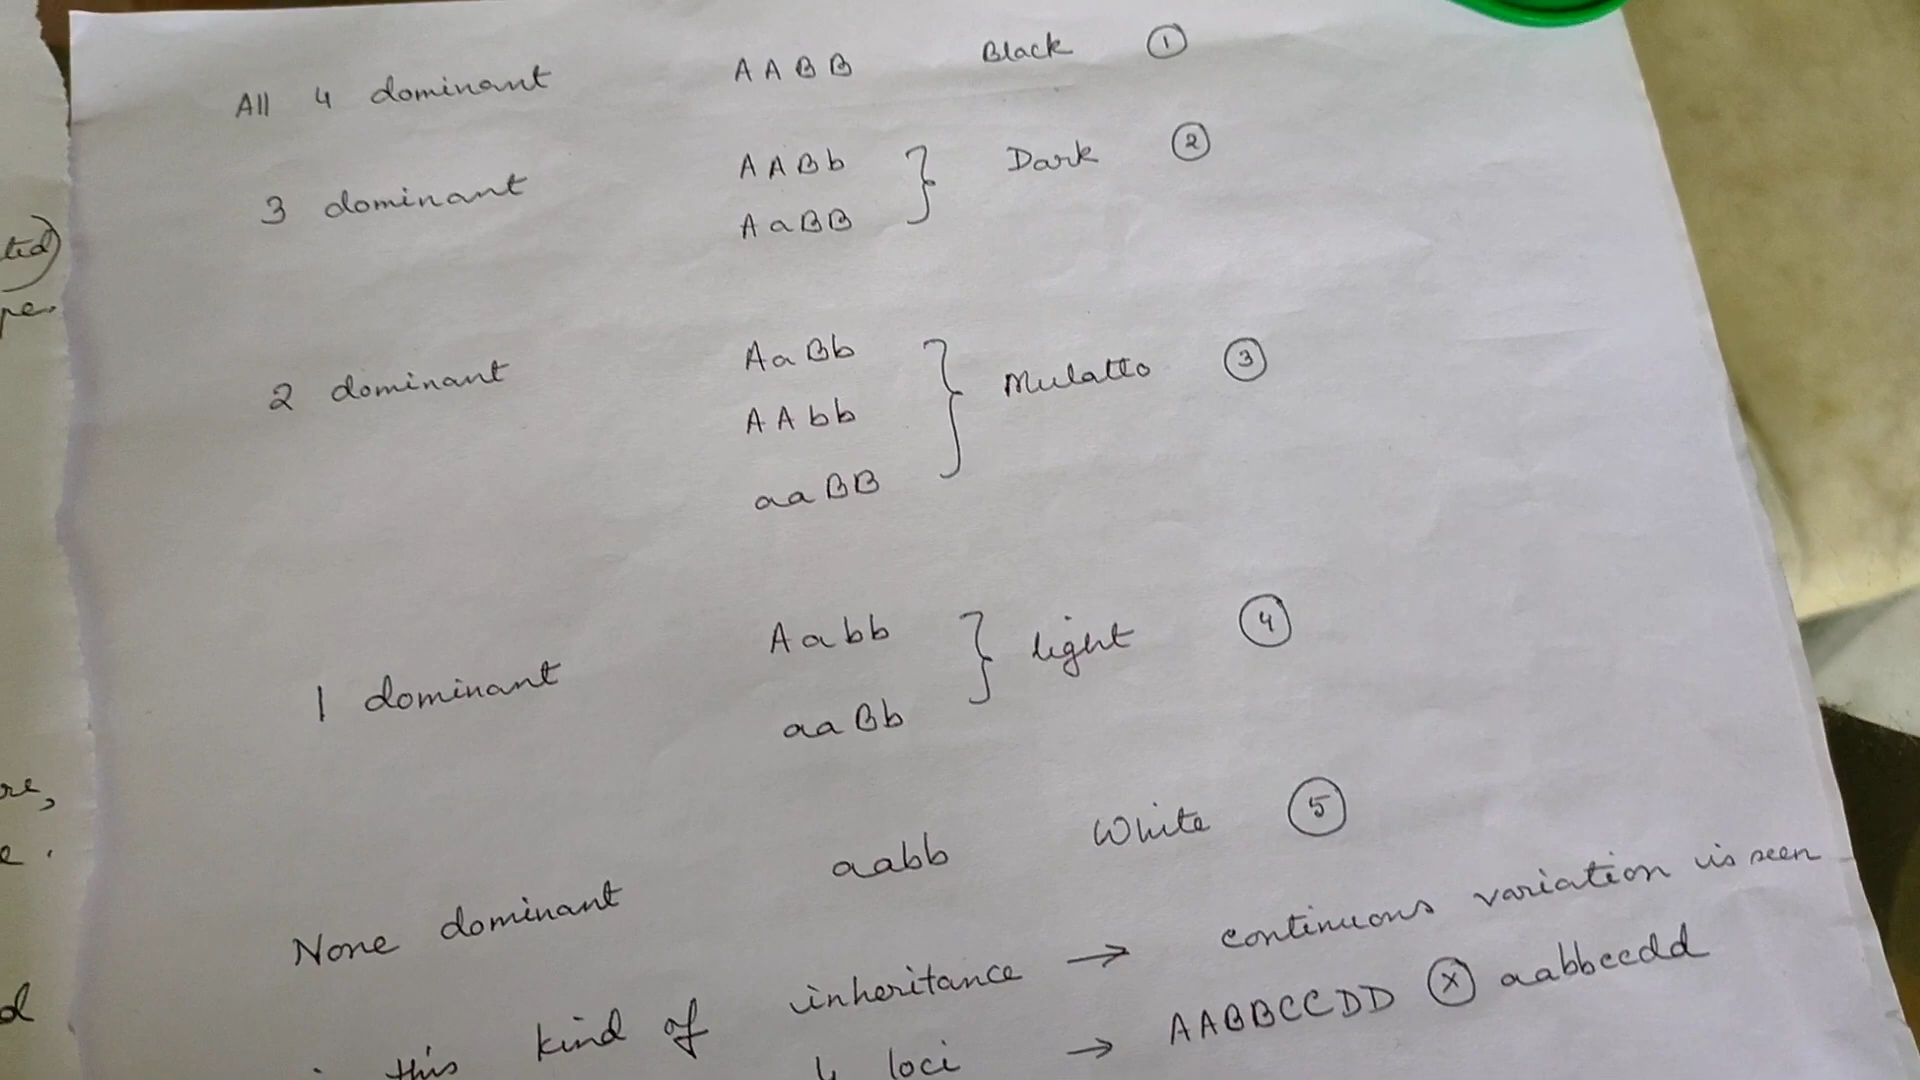 All 4 dominant AABB Black 1
3 dominant AABb } Dark 2
AaBB
2 dominant AaBb } Mulatto 3
AAbb
aaBB
1 dominant Aabb } light 4
aaBb
None dominant aabb White 5
this kind of inheritance → continuous variation is seen
4 loci → AABBCCDD X aabbccdd